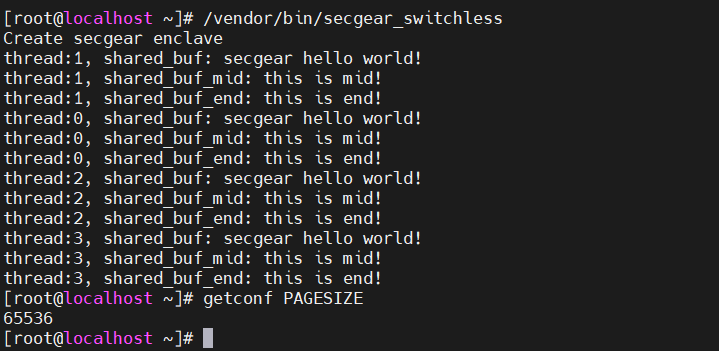 [root@localhost ~]# /vendor/bin/secgear_switchless
Create secgear enclave
thread:1, shared_buf: secgear hello world!
thread:1, shared_buf_mid: this is mid!
thread:1, shared_buf_end: this is end!
thread:0, shared_buf: secgear hello world!
thread:0, shared_buf_mid: this is mid!
thread:0, shared_buf_end: this is end!
thread:2, shared_buf: secgear hello world!
thread:2, shared_buf_mid: this is mid!
thread:2, shared_buf_end: this is end!
thread:3, shared_buf: secgear hello world!
thread:3, shared_buf_mid: this is mid!
thread:3, shared_buf_end: this is end!
[root@localhost ~]# getconf PAGESIZE
65536
[root@localhost ~]#